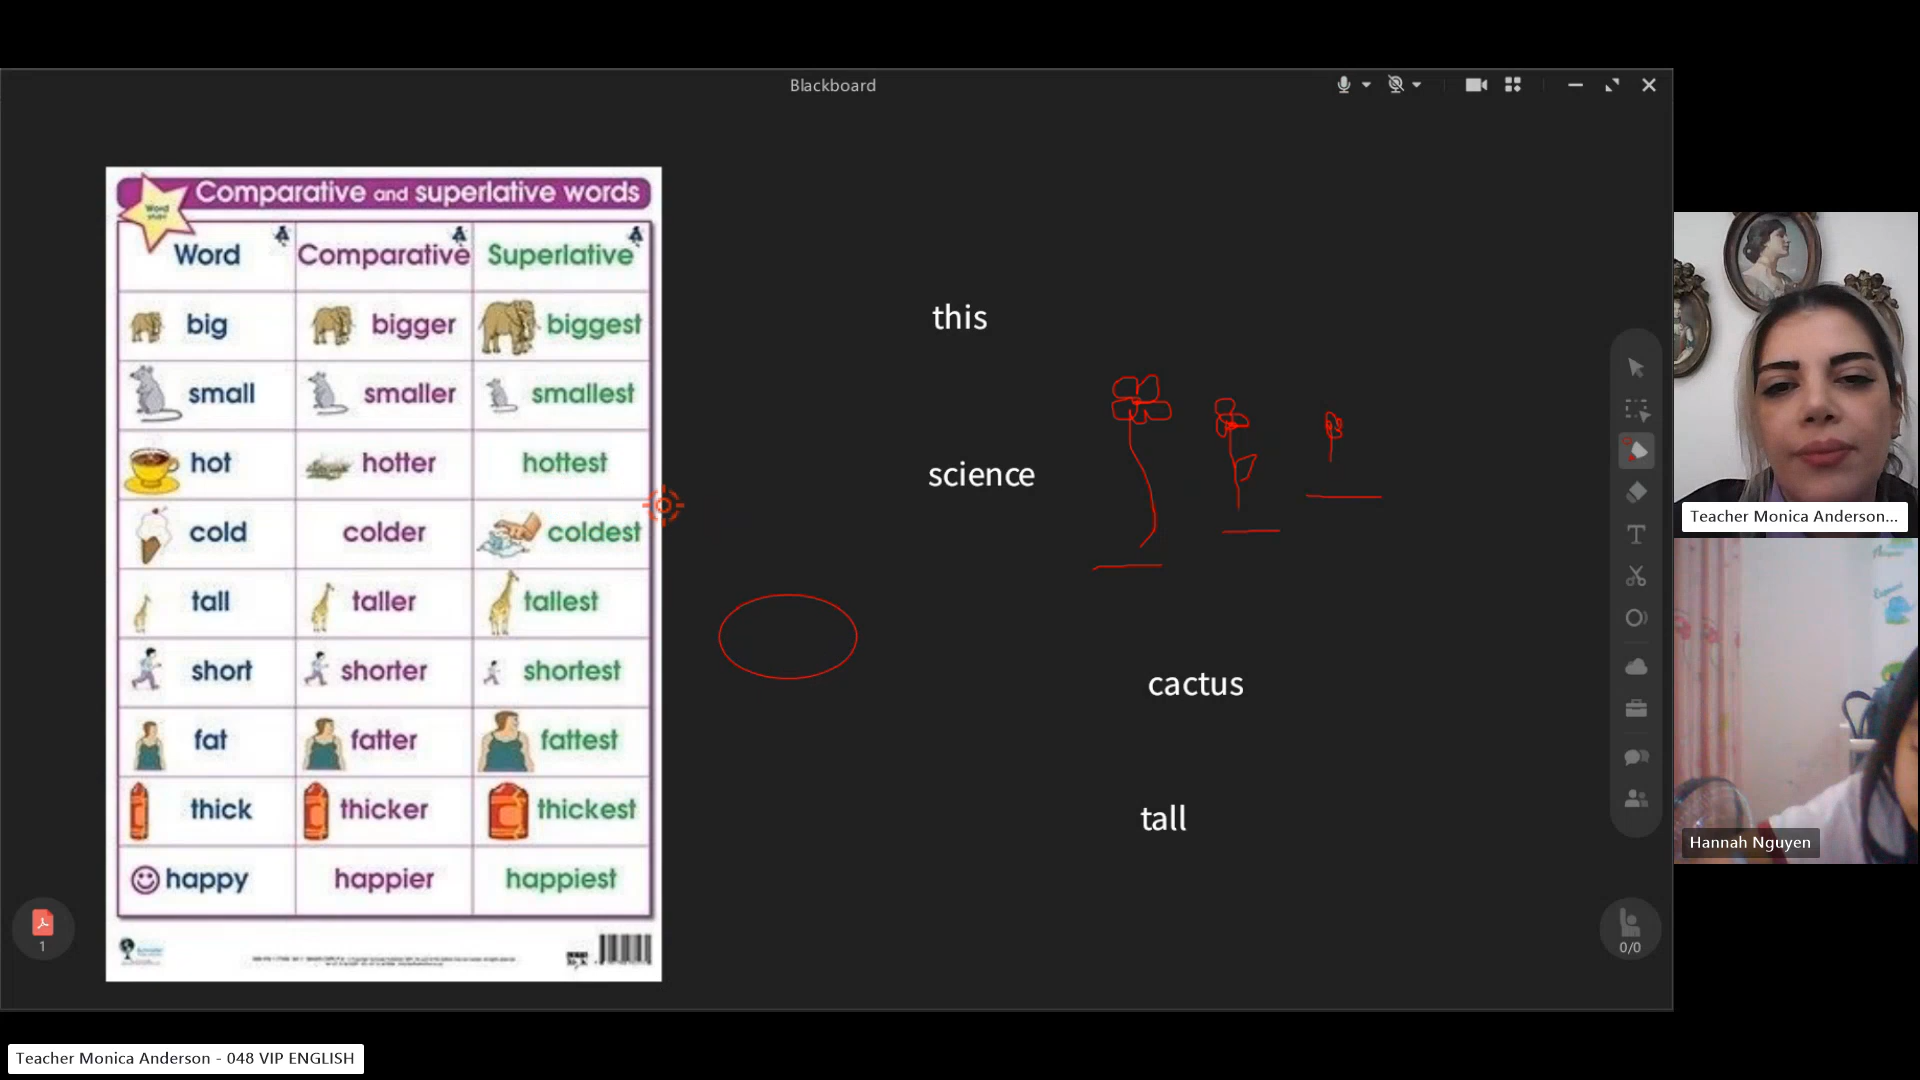 Blackboard
Comparative and superlative words
Word
Comparative
Superlative
big
bigger
biggest
small
smaller
smallest
hot
hotter
hottest
cold
colder
coldest
tall
taller
tallest
short
shorter
shortest
fat
fatter
fattest
thick
thicker
thickest
happy
happier
happiest
this
science
cactus
tall
1
0/0
Teacher Monica Anderson...
Hannah Nguyen
Teacher Monica Anderson - 048 VIP ENGLISH